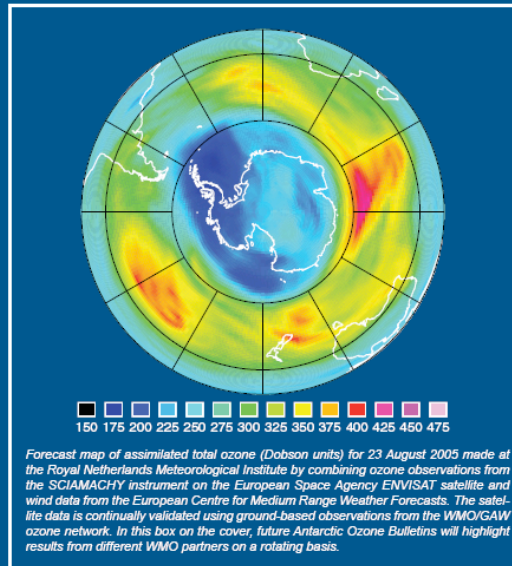 150 175 200 225 250 275 300 325 350 375 400 425 450 475
Forecast map of assimilated total ozone (Dobson units) for 23 August 2005 made at
the Royal Netherlands Meteorological Institute by combining ozone observations from
the SCIAMACHY instrument on the European Space Agency ENVISAT satellite and
wind data from the European Centre for Medium Range Weather Forecasts. The satel-
lite data is continually validated using ground-based observations from the WMO/GAW
ozone network. In this box on the cover, future Antarctic Ozone Bulletins will highlight
results from different WMO partners on a rotating basis.